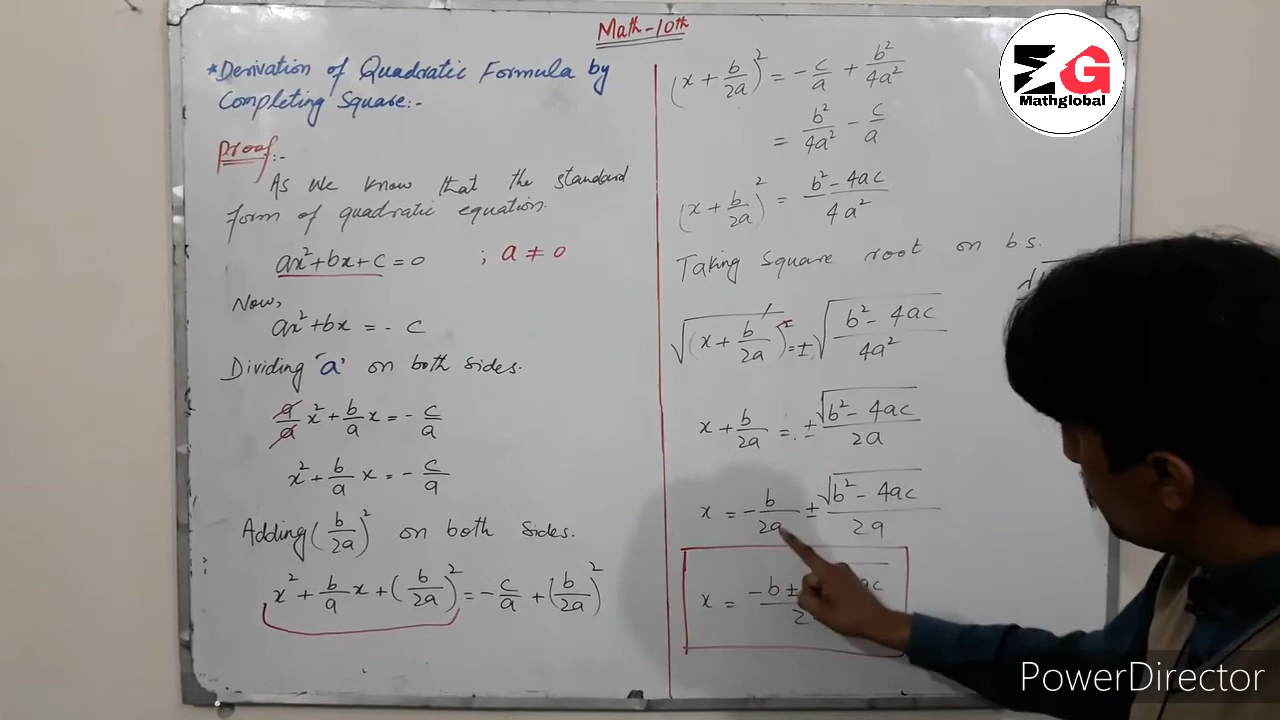 Math-10th
*Derivation of Quadratic Formula by
Completing Square:-
Proof:-
As we know that the standard
form of quadratic equation.
ax²+bx+c = 0 ; a ≠ 0
Now,
ax²+bx = - c
Dividing 'a' on both sides.
a/a x² + b/a x = - c/a
x² + b/a x = - c/a
Adding (b/2a)² on both sides.
x² + b/a x + (b/2a)² = - c/a + (b/2a)²
(x + b/2a)² = - c/a + b²/4a²
= b²/4a² - c/a
(x + b/2a)² = b² - 4ac/4a²
Taking square root on b.s.
√(x + b/2a)² = ± √b² - 4ac/4a²
x + b/2a = ± √b² - 4ac/2a
x = - b/2a ± √b² - 4ac/2a
x = -b ± ac/2
ZG
Mathglobal
PowerDirector